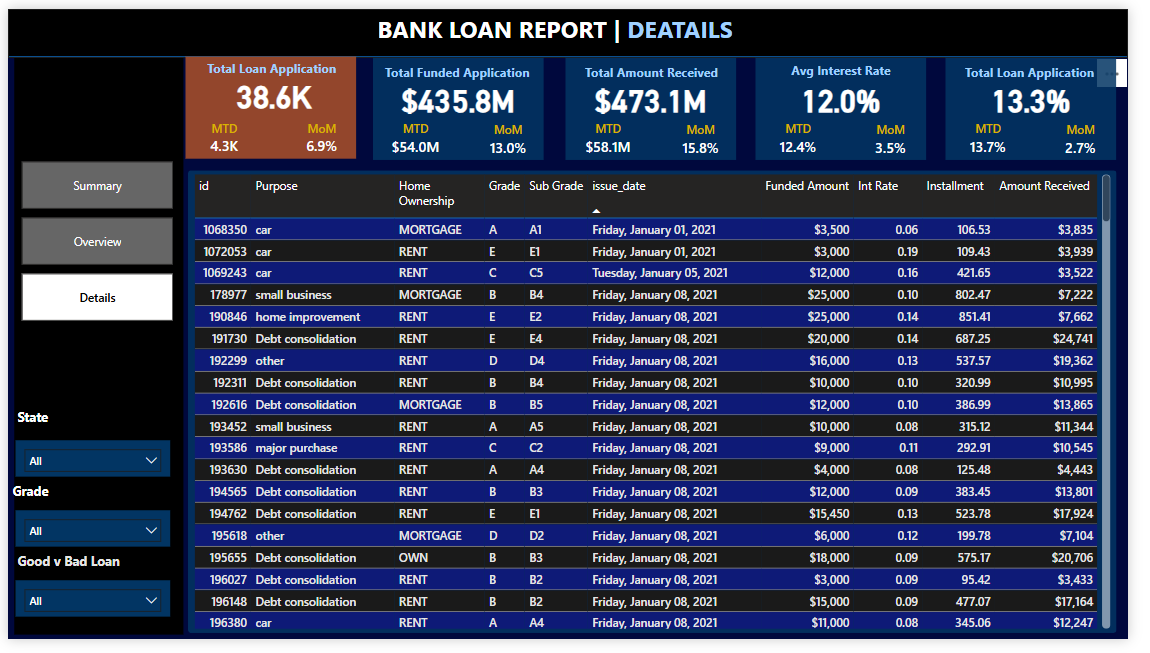 BANK LOAN REPORT | DEATAILS
Total Loan Application Total Funded Application Total Amount Received Avg Interest Rate Total Loan Application
38.6K $435.8M $473.1M 12.0% 13.3%
MTD MoM MTD MoM MTD MoM MTD MoM MTD MoM
4.3K 6.9% $54.0M 13.0% $58.1M 15.8% 12.4% 3.5% 13.7% 2.7%
Summary
Overview
Details
State
All
Grade
All
Good v Bad Loan
All
id Purpose Home Ownership Grade Sub Grade issue_date Funded Amount Int Rate Installment Amount Received
1068350 car MORTGAGE A A1 Friday, January 01, 2021 $3,500 0.06 106.53 $3,835
1072053 car RENT E E1 Friday, January 01, 2021 $3,000 0.19 109.43 $3,939
1069243 car RENT C C5 Tuesday, January 05, 2021 $12,000 0.16 421.65 $3,522
178977 small business MORTGAGE B B4 Friday, January 08, 2021 $25,000 0.10 802.47 $7,222
190846 home improvement RENT E E2 Friday, January 08, 2021 $25,000 0.14 851.41 $7,662
191730 Debt consolidation RENT E E4 Friday, January 08, 2021 $20,000 0.14 687.25 $24,741
192299 other RENT D D4 Friday, January 08, 2021 $16,000 0.13 537.57 $19,362
192311 Debt consolidation RENT B B4 Friday, January 08, 2021 $10,000 0.10 320.99 $10,995
192616 Debt consolidation MORTGAGE B B5 Friday, January 08, 2021 $12,000 0.10 386.99 $13,865
193452 small business RENT A A5 Friday, January 08, 2021 $10,000 0.08 315.12 $11,344
193586 major purchase RENT C C2 Friday, January 08, 2021 $9,000 0.11 292.91 $10,545
193630 Debt consolidation RENT A A4 Friday, January 08, 2021 $4,000 0.08 125.48 $4,443
194565 Debt consolidation RENT B B3 Friday, January 08, 2021 $12,000 0.09 383.45 $13,801
194762 Debt consolidation RENT E E1 Friday, January 08, 2021 $15,450 0.13 523.78 $17,924
195618 other MORTGAGE D D2 Friday, January 08, 2021 $6,000 0.12 199.78 $7,104
195655 Debt consolidation OWN B B3 Friday, January 08, 2021 $18,000 0.09 575.17 $20,706
196027 Debt consolidation RENT B B2 Friday, January 08, 2021 $3,000 0.09 95.42 $3,433
196148 Debt consolidation RENT B B2 Friday, January 08, 2021 $15,000 0.09 477.07 $17,164
196380 car RENT A A4 Friday, January 08, 2021 $11,000 0.08 345.06 $12,247